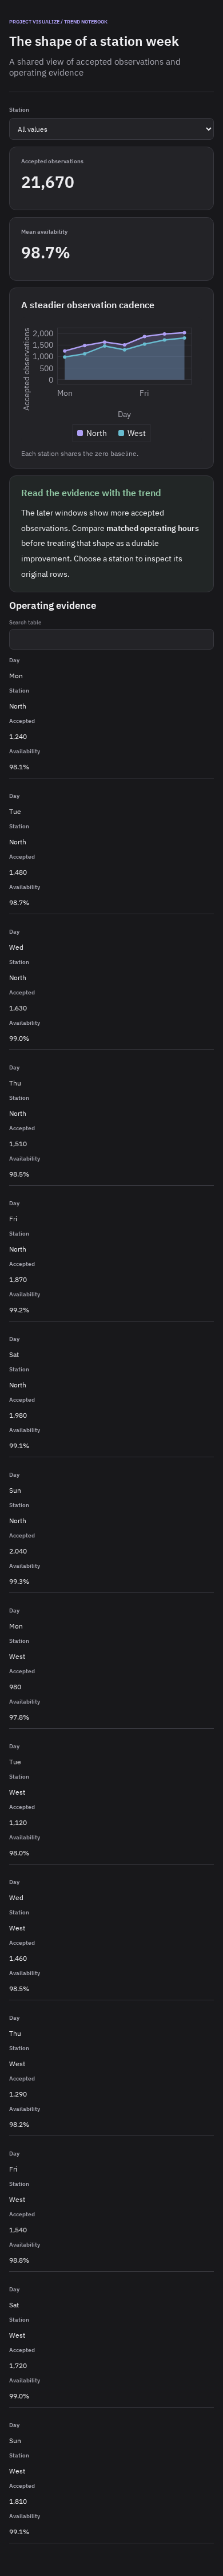 PROJECT VISUALIZE / TREND NOTEBOOK
The shape of a station week
A shared view of accepted observations and
operating evidence
Station
All values
Accepted observations
21,670
Mean availability
98.7%
A steadier observation cadence
Accepted observations
2,000
1,500
1,000
500
0
Mon
Fri
Day
North
West
Each station shares the zero baseline.
Read the evidence with the trend
The later windows show more accepted
observations. Compare matched operating hours
before treating that shape as a durable
improvement. Choose a station to inspect its
original rows.
Operating evidence
Search table
Day
Mon
Station
North
Accepted
1,240
Availability
98.1%
Day
Tue
Station
North
Accepted
1,480
Availability
98.7%
Day
Wed
Station
North
Accepted
1,630
Availability
99.0%
Day
Thu
Station
North
Accepted
1,510
Availability
98.5%
Day
Fri
Station
North
Accepted
1,870
Availability
99.2%
Day
Sat
Station
North
Accepted
1,980
Availability
99.1%
Day
Sun
Station
North
Accepted
2,040
Availability
99.3%
Day
Mon
Station
West
Accepted
980
Availability
97.8%
Day
Tue
Station
West
Accepted
1,120
Availability
98.0%
Day
Wed
Station
West
Accepted
1,460
Availability
98.5%
Day
Thu
Station
West
Accepted
1,290
Availability
98.2%
Day
Fri
Station
West
Accepted
1,540
Availability
98.8%
Day
Sat
Station
West
Accepted
1,720
Availability
99.0%
Day
Sun
Station
West
Accepted
1,810
Availability
99.1%